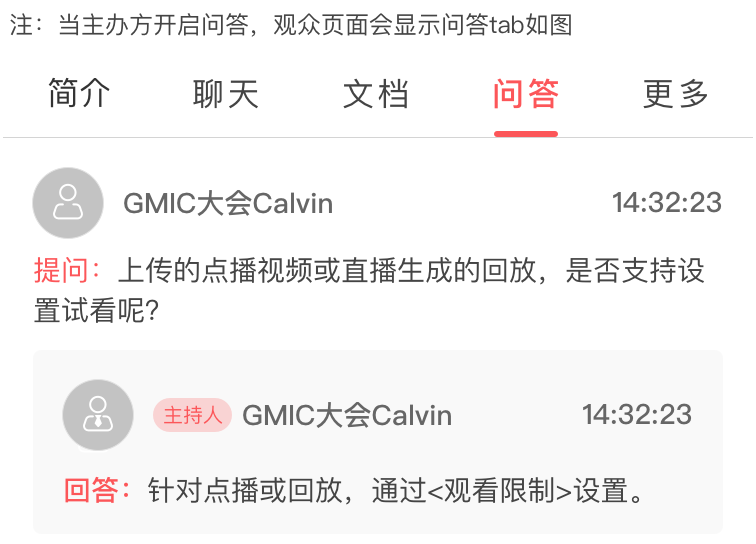 注：当主办方开启问答，观众页面会显示问答tab如图
简介 聊天 文档 问答 更多
GMIC大会Calvin 14:32:23
提问：上传的点播视频或直播生成的回放，是否支持设
置试看呢？
主持人 GMIC大会Calvin 14:32:23
回答：针对点播或回放，通过<观看限制>设置。